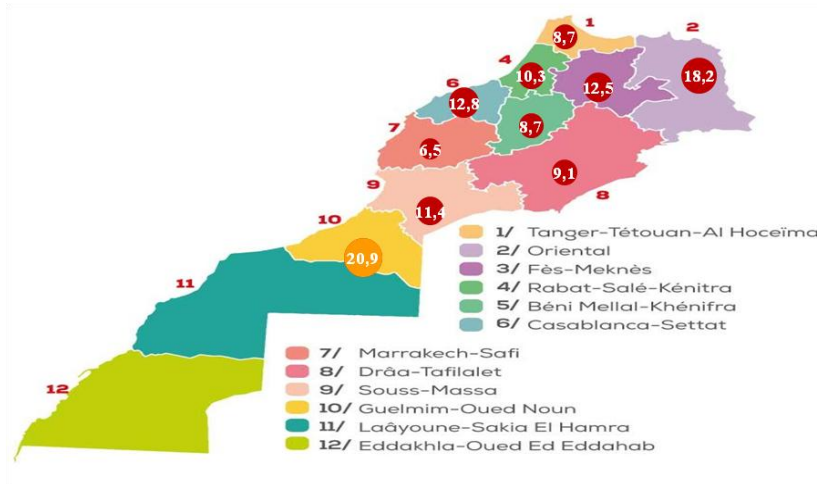 1
8,7
2
18,2
4
10,3
12,5
6
12,8
8,7
7
6,5
9,1
9
11,4
8
10
20,9
11
12
1/ Tanger-Tétouan-Al Hoceïma
2/ Oriental
3/ Fès-Meknès
4/ Rabat-Salé-Kénitra
5/ Béni Mellal-Khénifra
6/ Casablanca-Settat
7/ Marrakech-Safi
8/ Drâa-Tafilalet
9/ Souss-Massa
10/ Guelmim-Oued Noun
11/ Laâyoune-Sakia El Hamra
12/ Eddakhla-Oued Ed Eddahab